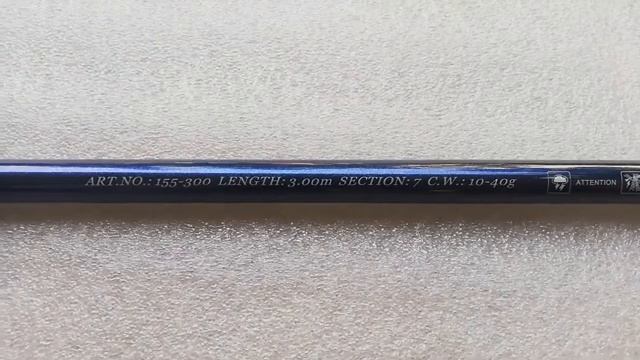 ART.NO.: 155-300 LENGTH: 3.00m SECTION: 7 C.W.: 10-40g ATTENTION